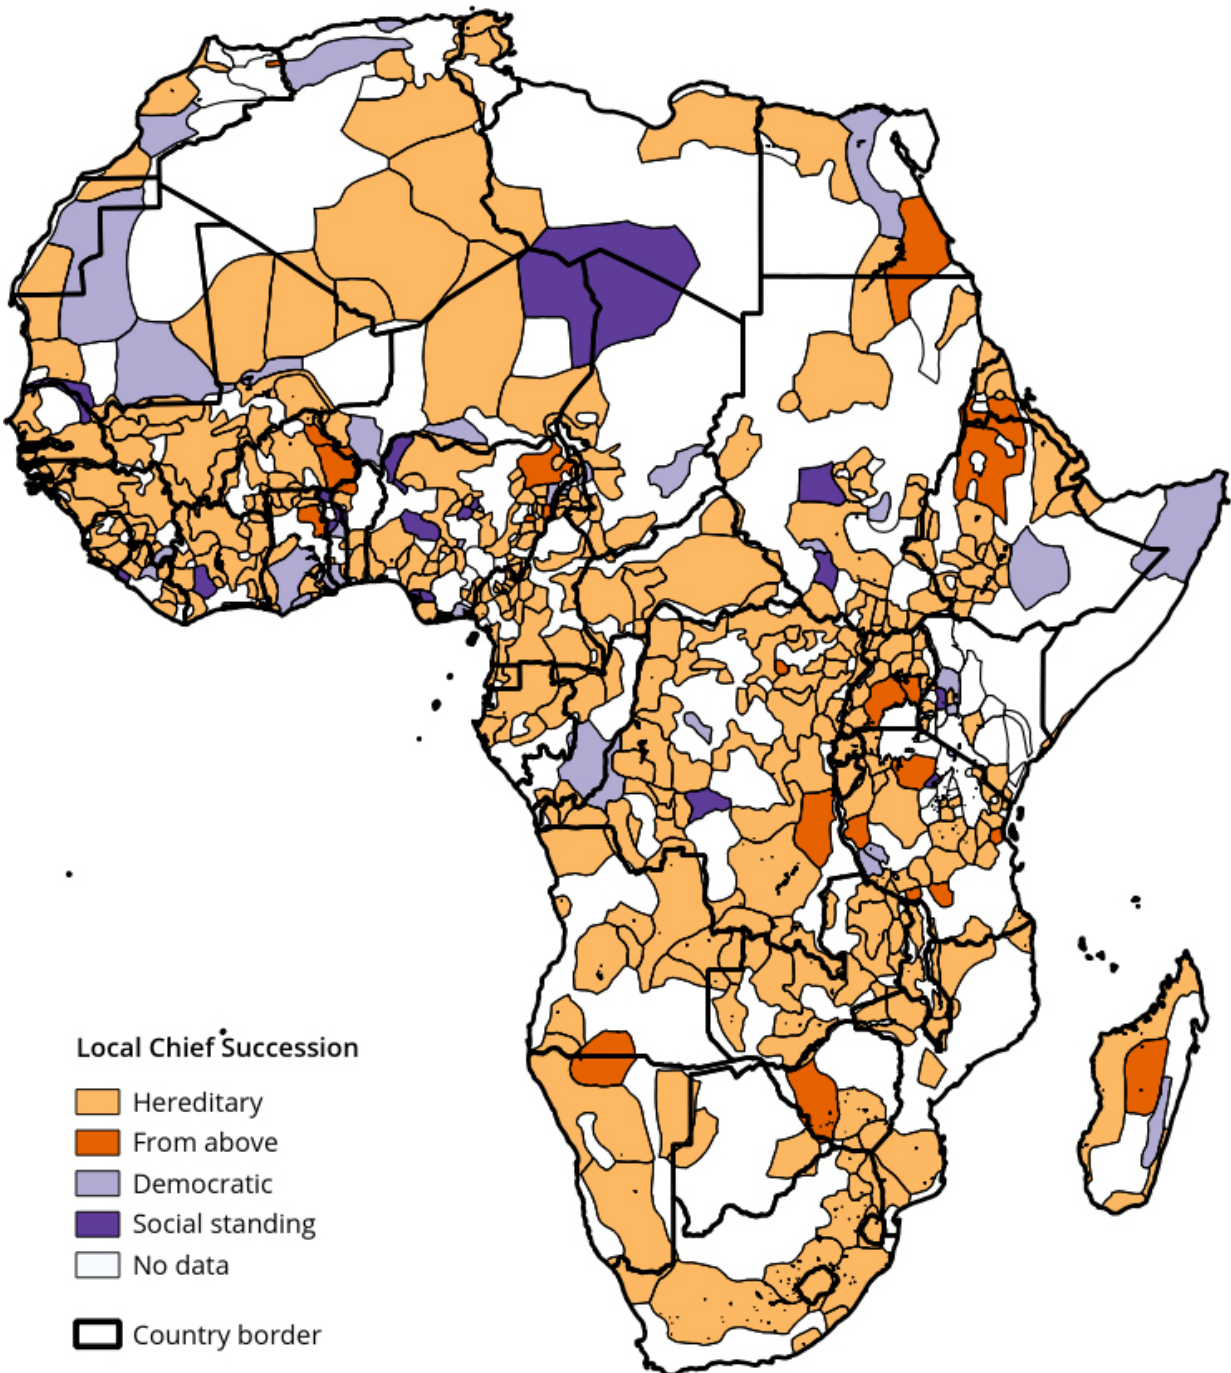 Local Chief Succession
Hereditary
From above
Democratic
Social standing
No data
Country border